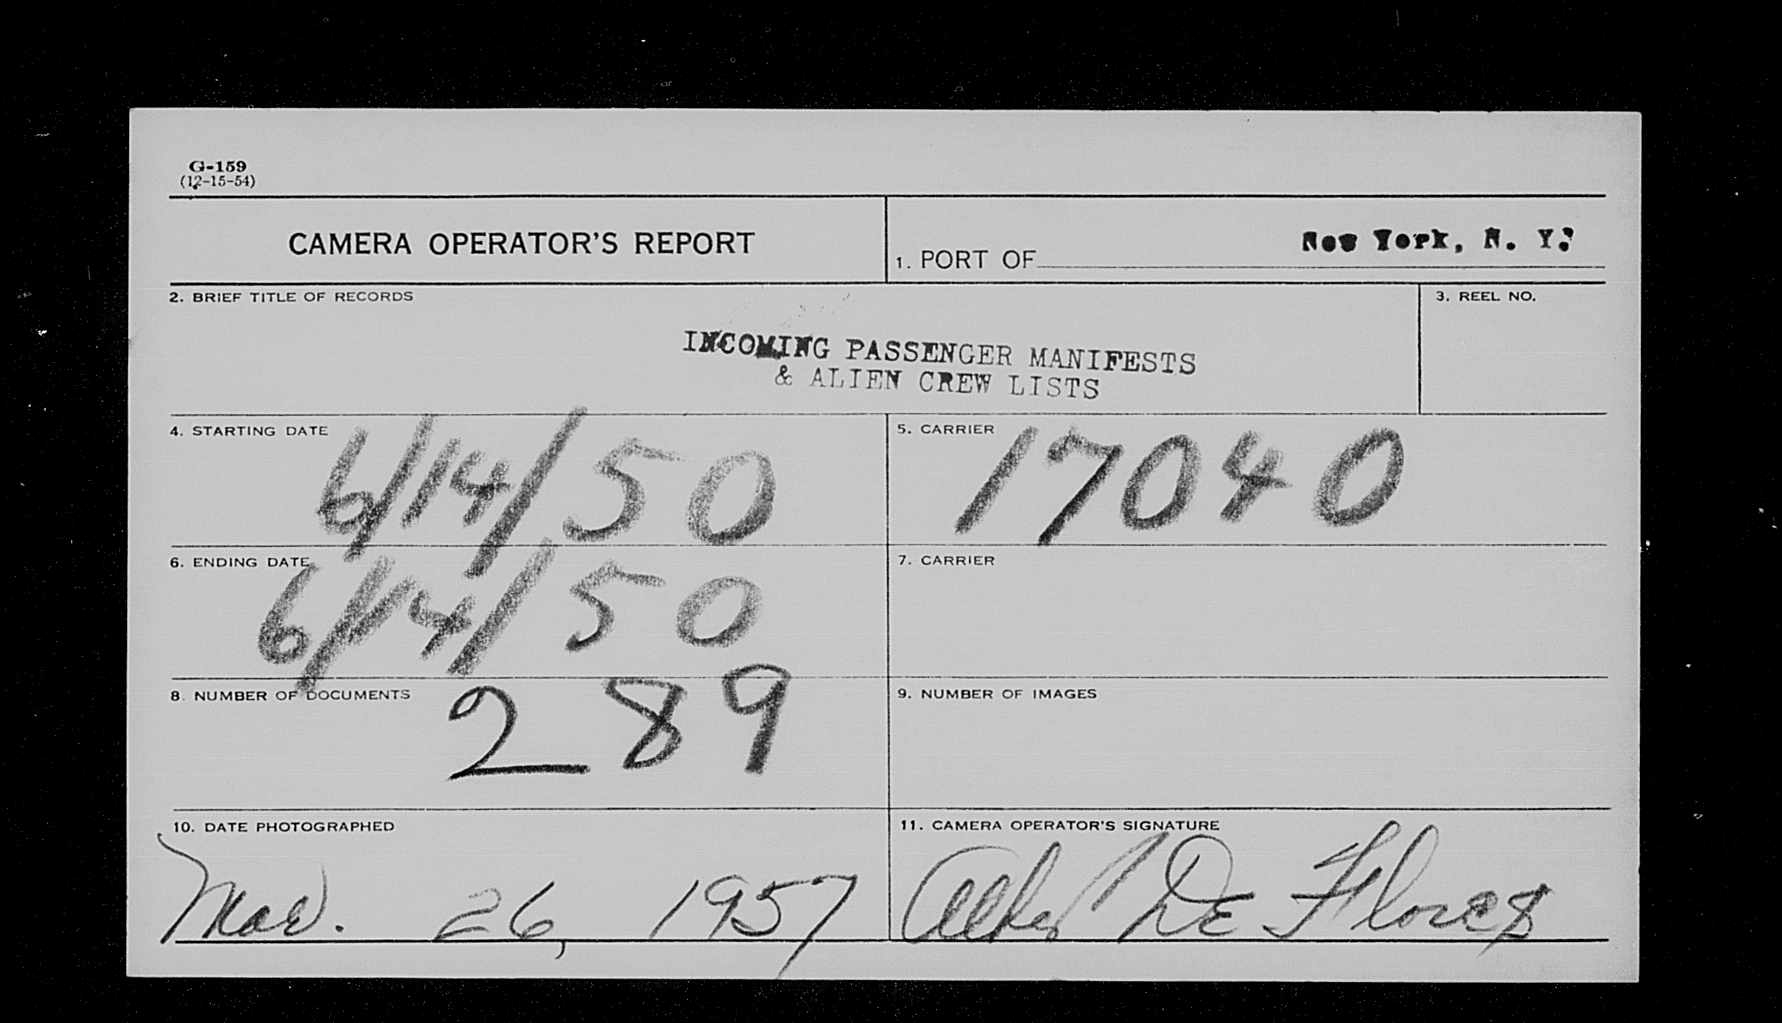 G-159
(12-15-54)
CAMERA OPERATOR'S REPORT
1. PORT OF New York, N. Y.
2. BRIEF TITLE OF RECORDS
3. REEL NO.
INCOMING PASSENGER MANIFESTS
& ALIEN CREW LISTS
4. STARTING DATE 6/14/50
5. CARRIER 17040
6. ENDING DATE 6/14/50
7. CARRIER
8. NUMBER OF DOCUMENTS 289
9. NUMBER OF IMAGES
10. DATE PHOTOGRAPHED
Mar. 26, 1957
11. CAMERA OPERATOR'S SIGNATURE
De Flores